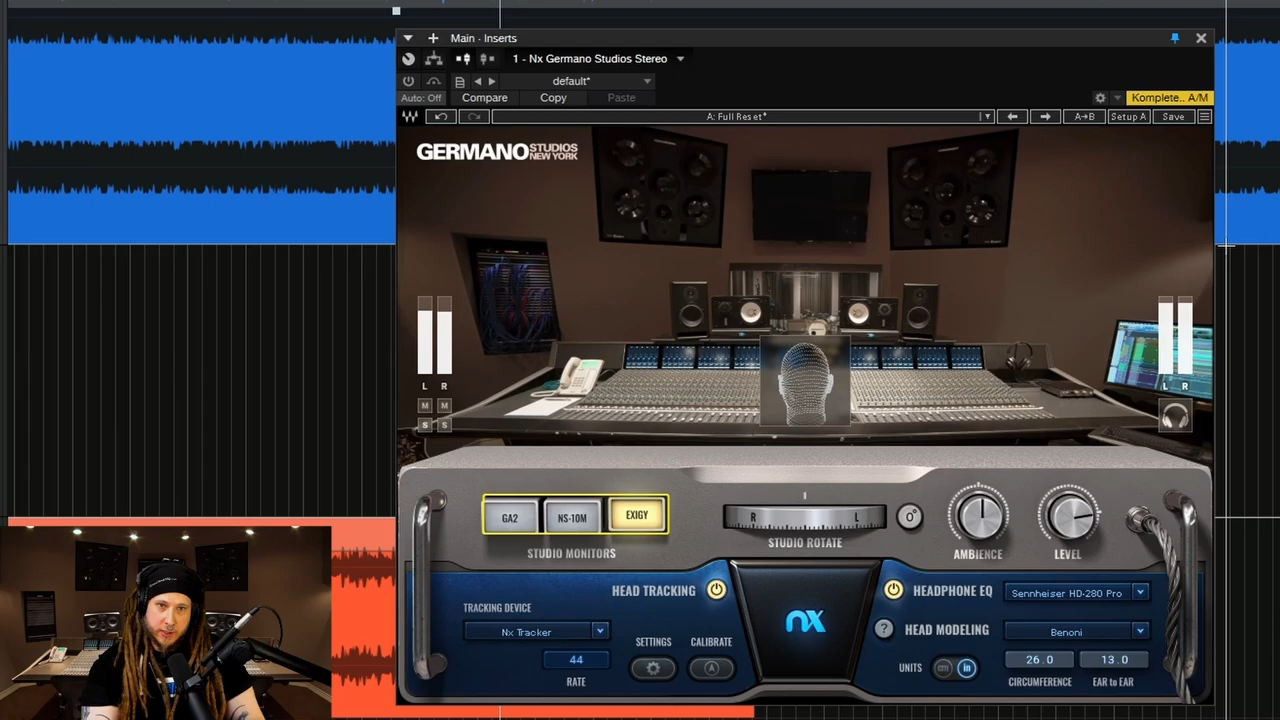 Main - Inserts
1 - Nx Germano Studios Stereo
default*
Auto: Off
Compare
Copy
Paste
Komplete.. A/M
A: Full Reset*
A→B
Setup A
Save
GERMANO STUDIOS NEW YORK
L R
M M
S S
L R
GA2
NS-10M
EXIGY
STUDIO MONITORS
R L
0°
STUDIO ROTATE
AMBIENCE
LEVEL
HEAD TRACKING
TRACKING DEVICE
Nx Tracker
44
RATE
SETTINGS
CALIBRATE
A
nx
HEADPHONE EQ
Sennheiser HD-280 Pro
?
HEAD MODELING
Benoni
UNITS
cm
in
26.0
13.0
CIRCUMFERENCE
EAR to EAR